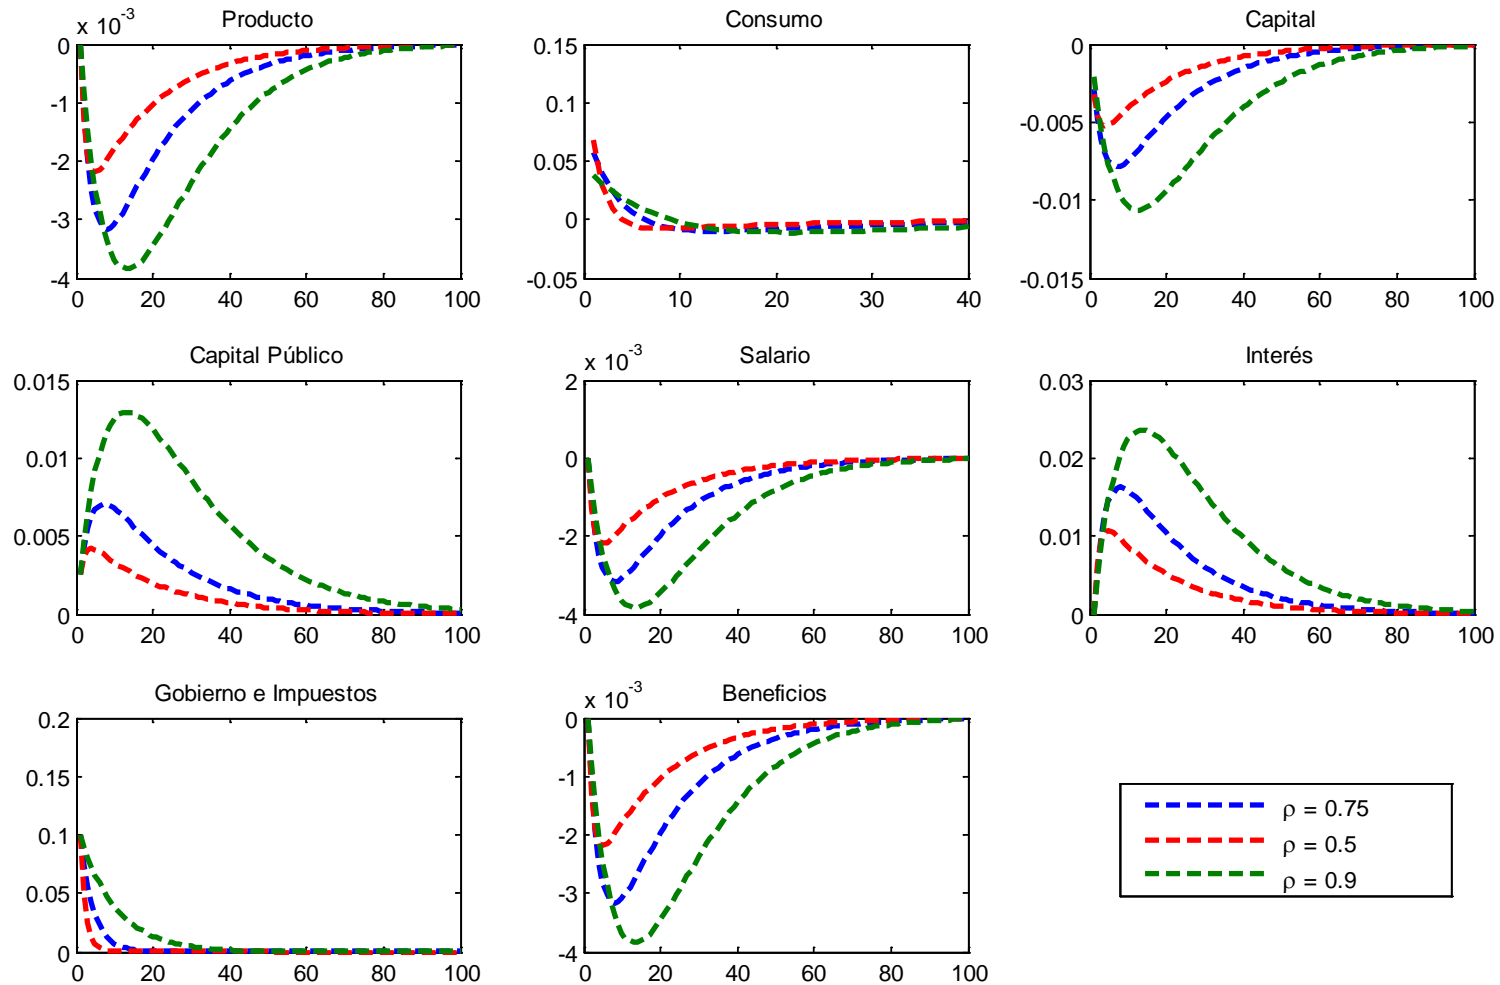 Producto
x 10-3
0
-1
-2
-3
-4
0 20 40 60 80 100
Consumo
0.15
0.1
0.05
0
-0.05
0 10 20 30 40
Capital
0
-0.005
-0.01
-0.015
0 20 40 60 80 100
Capital Público
0.015
0.01
0.005
0
0 20 40 60 80 100
Salario
x 10-3
2
0
-2
-4
0 20 40 60 80 100
Interés
0.03
0.02
0.01
0
0 20 40 60 80 100
Gobierno e Impuestos
0.2
0.15
0.1
0.05
0
0 20 40 60 80 100
Beneficios
x 10-3
0
-1
-2
-3
-4
0 20 40 60 80 100
ρ = 0.75
ρ = 0.5
ρ = 0.9